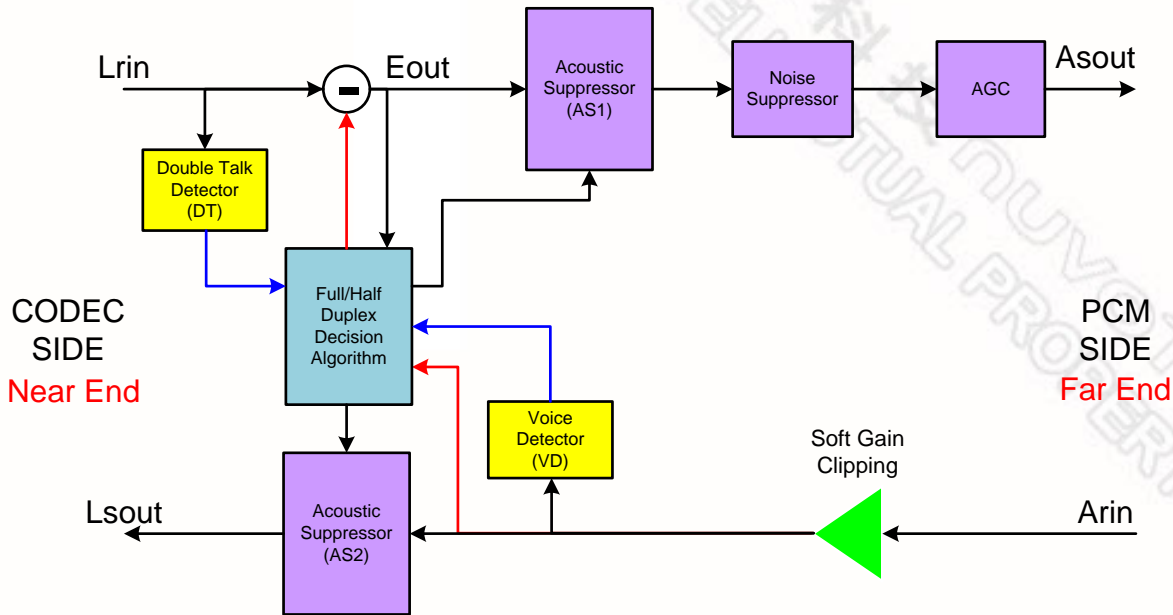 Lrin
Eout
Acoustic
Suppressor
(AS1)
Noise
Suppressor
AGC
Asout
Double Talk
Detector
(DT)
Full/Half
Duplex
Decision
Algorithm
CODEC
SIDE
Near End
PCM
SIDE
Far End
Voice
Detector
(VD)
Soft Gain
Clipping
Lsout
Acoustic
Suppressor
(AS2)
Arin